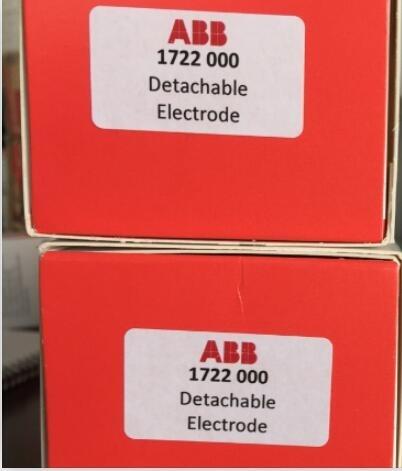 ABB
1722 000
Detachable
Electrode
ABB
1722 000
Detachable
Electrode